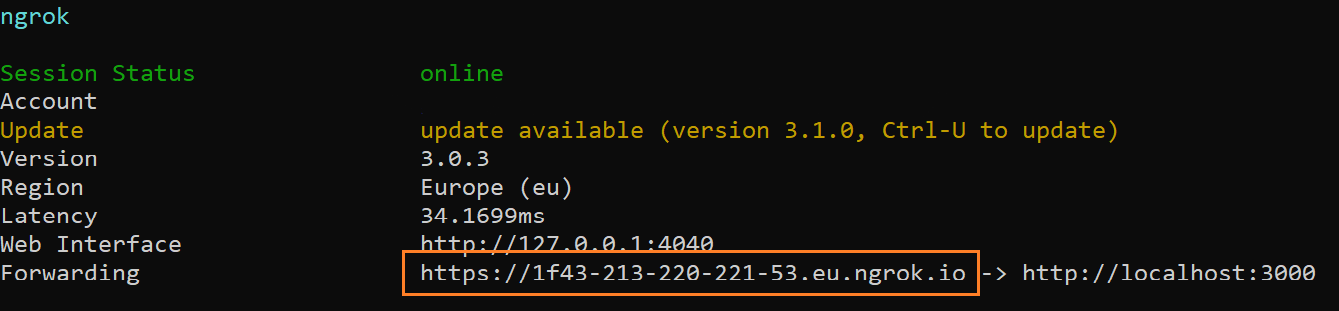 ngrok
Session Status online
Account
Update update available (version 3.1.0, Ctrl-U to update)
Version 3.0.3
Region Europe (eu)
Latency 34.1699ms
Web Interface http://127.0.0.1:4040
Forwarding https://1f43-213-220-221-53.eu.ngrok.io -> http://localhost:3000